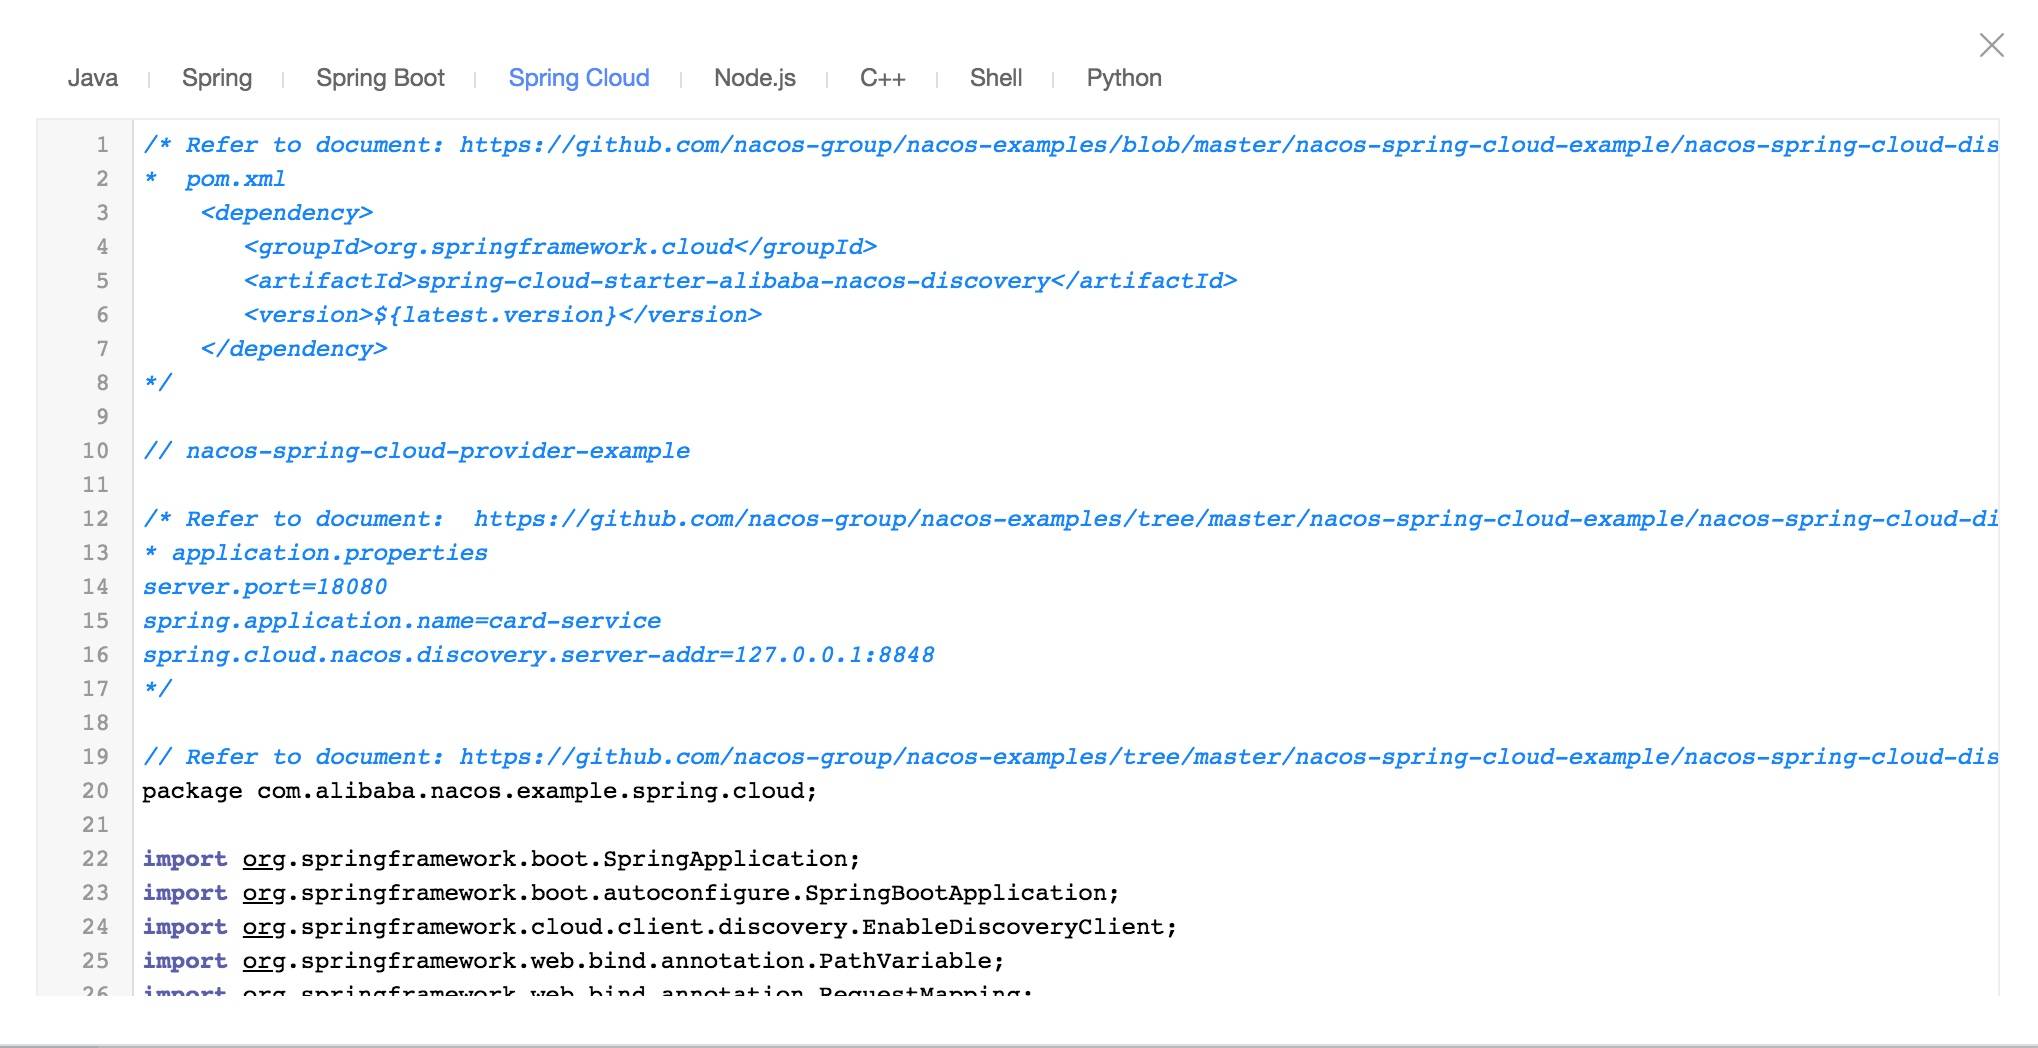 Java Spring Spring Boot Spring Cloud Node.js C++ Shell Python
1 /* Refer to document: https://github.com/nacos-group/nacos-examples/blob/master/nacos-spring-cloud-example/nacos-spring-cloud-dis
2 *  pom.xml
3     <dependency>
4        <groupId>org.springframework.cloud</groupId>
5        <artifactId>spring-cloud-starter-alibaba-nacos-discovery</artifactId>
6        <version>${latest.version}</version>
7     </dependency>
8 */
9
10 // nacos-spring-cloud-provider-example
11
12 /* Refer to document:  https://github.com/nacos-group/nacos-examples/tree/master/nacos-spring-cloud-example/nacos-spring-cloud-di
13 * application.properties
14 server.port=18080
15 spring.application.name=card-service
16 spring.cloud.nacos.discovery.server-addr=127.0.0.1:8848
17 */
18
19 // Refer to document: https://github.com/nacos-group/nacos-examples/tree/master/nacos-spring-cloud-example/nacos-spring-cloud-dis
20 package com.alibaba.nacos.example.spring.cloud;
21
22 import org.springframework.boot.SpringApplication;
23 import org.springframework.boot.autoconfigure.SpringBootApplication;
24 import org.springframework.cloud.client.discovery.EnableDiscoveryClient;
25 import org.springframework.web.bind.annotation.PathVariable;
26 import org.springframework.web.bind.annotation.RequestMapping;